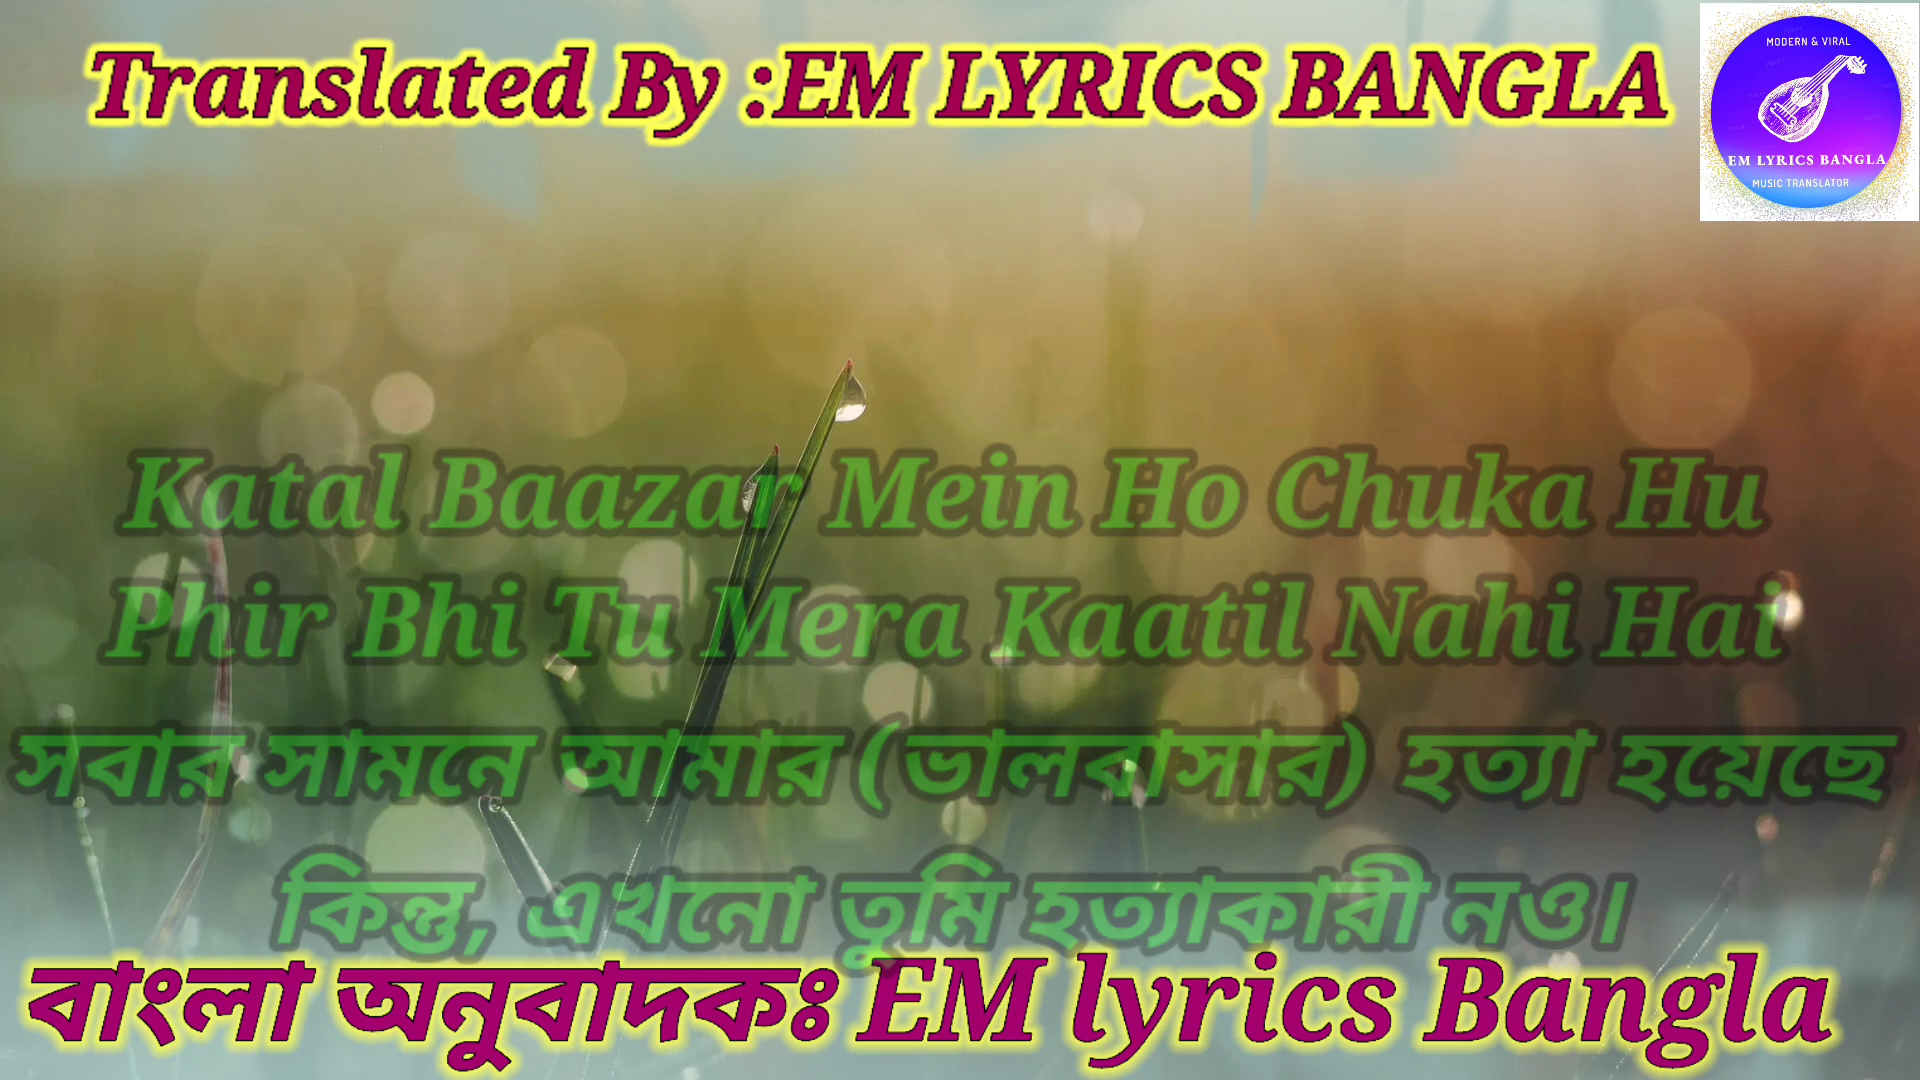 Translated By :EM LYRICS BANGLA
MODERN & VIRAL
EM LYRICS BANGLA
MUSIC TRANSLATOR
Katal Baazar Mein Ho Chuka Hu
Phir Bhi Tu Mera Kaatil Nahi Hai
সবার সামনে আমার (ভালবাসার) হত্যা হয়েছে
কিন্তু, এখনো তুমি হত্যাকারী নও।
বাংলা অনুবাদকঃ EM lyrics Bangla